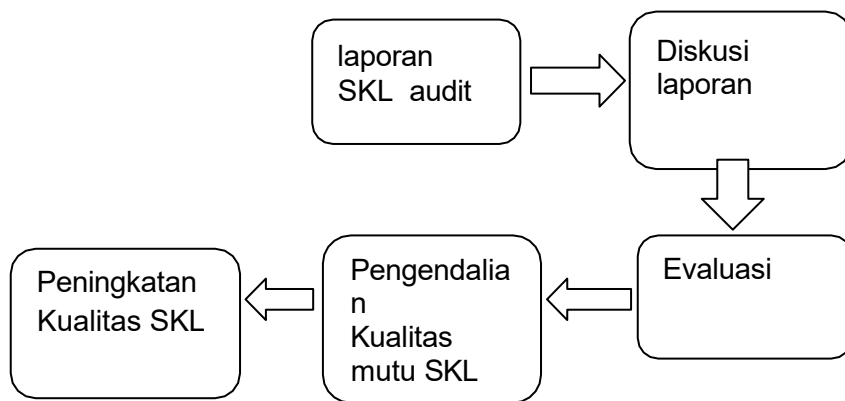 laporan
SKL audit
Diskusi
laporan
Evaluasi
Pengendalia
n
Kualitas
mutu SKL
Peningkatan
Kualitas SKL